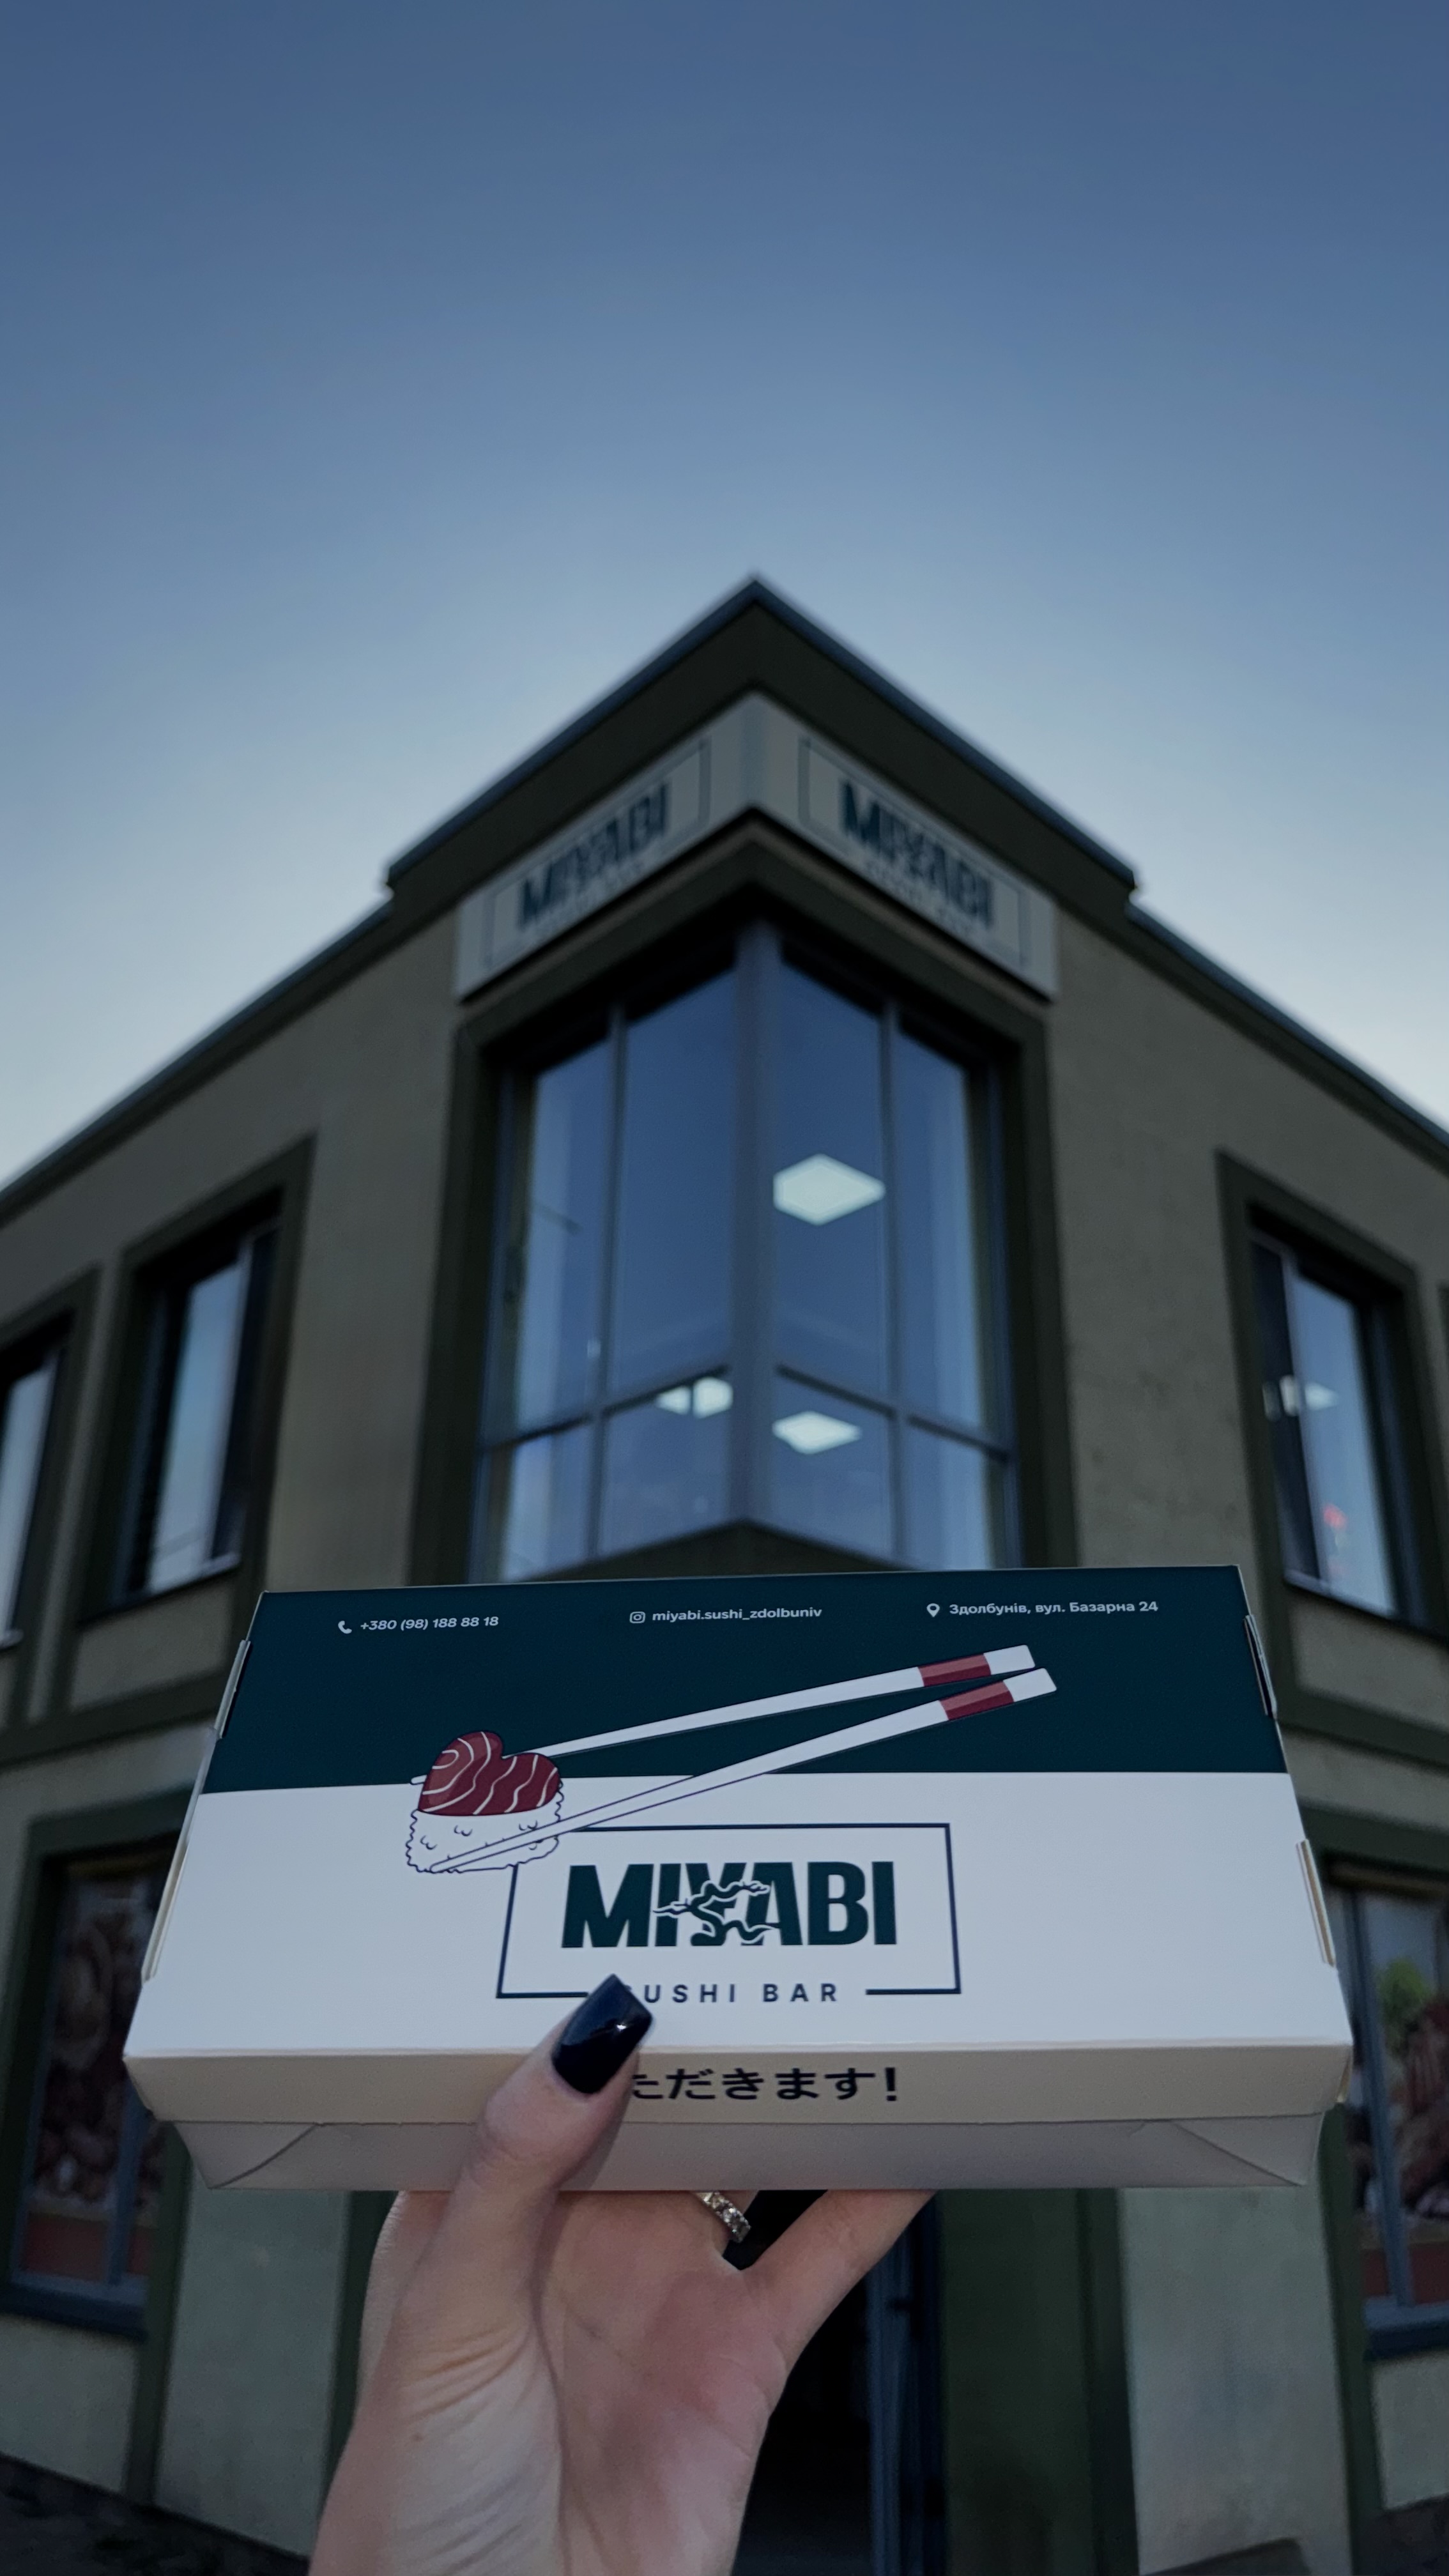 MIYABI
MIYABI
+380 (98) 188 88 18
miyabi.sushi_zdolbuniv
Здолбунів, вул. Базарна 24
MIYABI
USHI BAR
ただきます!